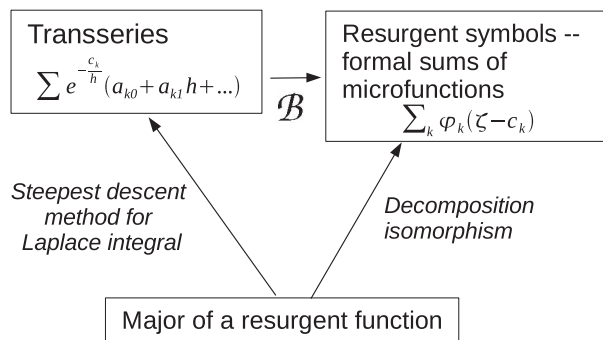 Transseries
∑ e^{-\frac{c_k}{h}}(a_{k0}+a_{k1}h+...)
ℬ
Resurgent symbols --
formal sums of
microfunctions
∑_k φ_k(ζ−c_k)
Steepest descent
method for
Laplace integral
Decomposition
isomorphism
Major of a resurgent function